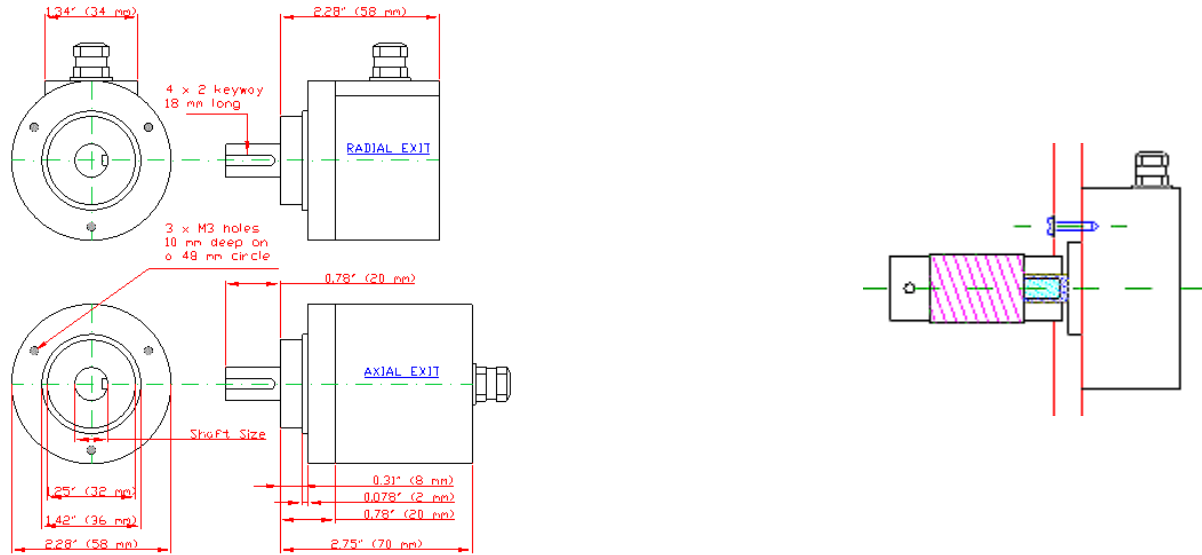 1.34" (34 mm)
2.28" (58 mm)
4 x 2 keyway
18 mm long
RADIAL EXIT
3 x M3 holes
10 mm deep on
a 48 mm circle
0.78" (20 mm)
AXIAL EXIT
Shaft Size
0.31" (8 mm)
1.25" (32 mm)
0.078" (2 mm)
1.42" (36 mm)
0.78" (20 mm)
2.28" (58 mm)
2.75" (70 mm)